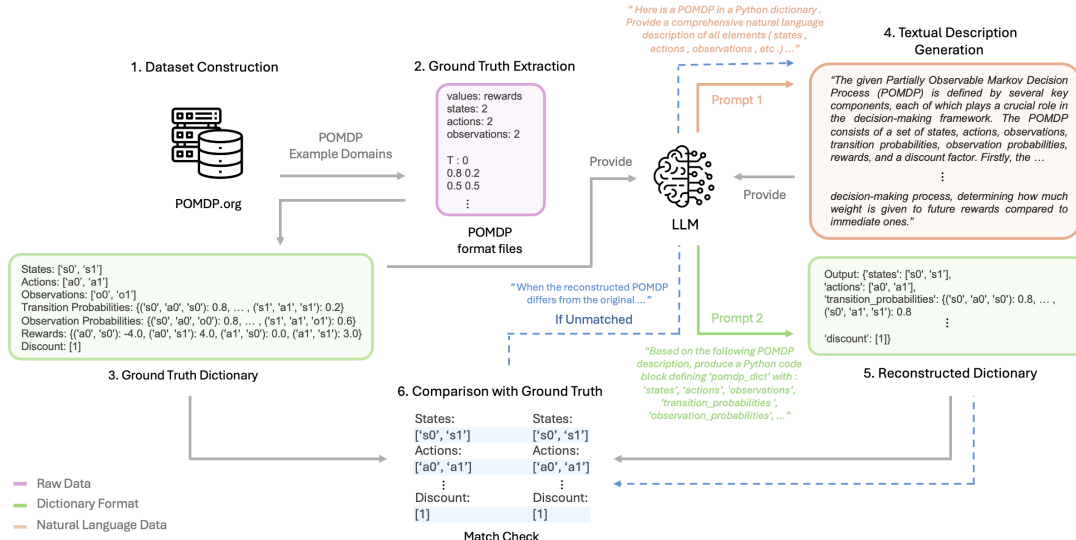 1. Dataset Construction
POMDP.org
POMDP
Example Domains
2. Ground Truth Extraction
values: rewards
states: 2
actions: 2
observations: 2
T : 0
0.8 0.2
0.5 0.5
⋮
POMDP
format files
Provide
LLM
" Here is a POMDP in a Python dictionary .
Provide a comprehensive natural language
description of all elements ( states ,
actions , observations , etc .) ..."
Prompt 1
Provide
4. Textual Description
Generation
"The given Partially Observable Markov Decision
Process (POMDP) is defined by several key
components, each of which plays a crucial role in
the decision-making framework. The POMDP
consists of a set of states, actions, observations,
transition probabilities, observation probabilities,
rewards, and a discount factor. Firstly, the ...
⋮
decision-making process, determining how much
weight is given to future rewards compared to
immediate ones."
States: ['s0', 's1']
Actions: ['a0', 'a1']
Observations: ['o0', 'o1']
Transition Probabilities: {('s0', 'a0', 's0'): 0.8, ... , ('s1', 'a1', 's1'): 0.2}
Observation Probabilities: {('s0', 'a0', 'o0'): 0.8, ... , ('s1', 'a1', 'o1'): 0.6}
Rewards: {('a0', 's0'): -4.0, ('a0', 's1'): 4.0, ('a1', 's0'): 0.0, ('a1', 's1'): 3.0}
Discount: [1]
3. Ground Truth Dictionary
"When the reconstructed POMDP
differs from the original ..."
If Unmatched
Prompt 2
"Based on the following POMDP
description, produce a Python code
block defining 'pomdp_dict' with :
'states', 'actions', 'observations',
'transition_probabilities ',
'observation_probabilities', ..."
Output: {'states': ['s0', 's1'],
'actions': ['a0', 'a1'],
'transition_probabilities': {('s0', 'a0', 's0'): 0.8, ... ,
('s0', 'a1', 's1'): 0.8
⋮
'discount': [1]}
5. Reconstructed Dictionary
6. Comparison with Ground Truth
States: States:
['s0', 's1'] ['s0', 's1']
Actions: Actions:
['a0', 'a1'] ['a0', 'a1']
⋮ ⋮
Discount: Discount:
[1] [1]
Match Check
Raw Data
Dictionary Format
Natural Language Data